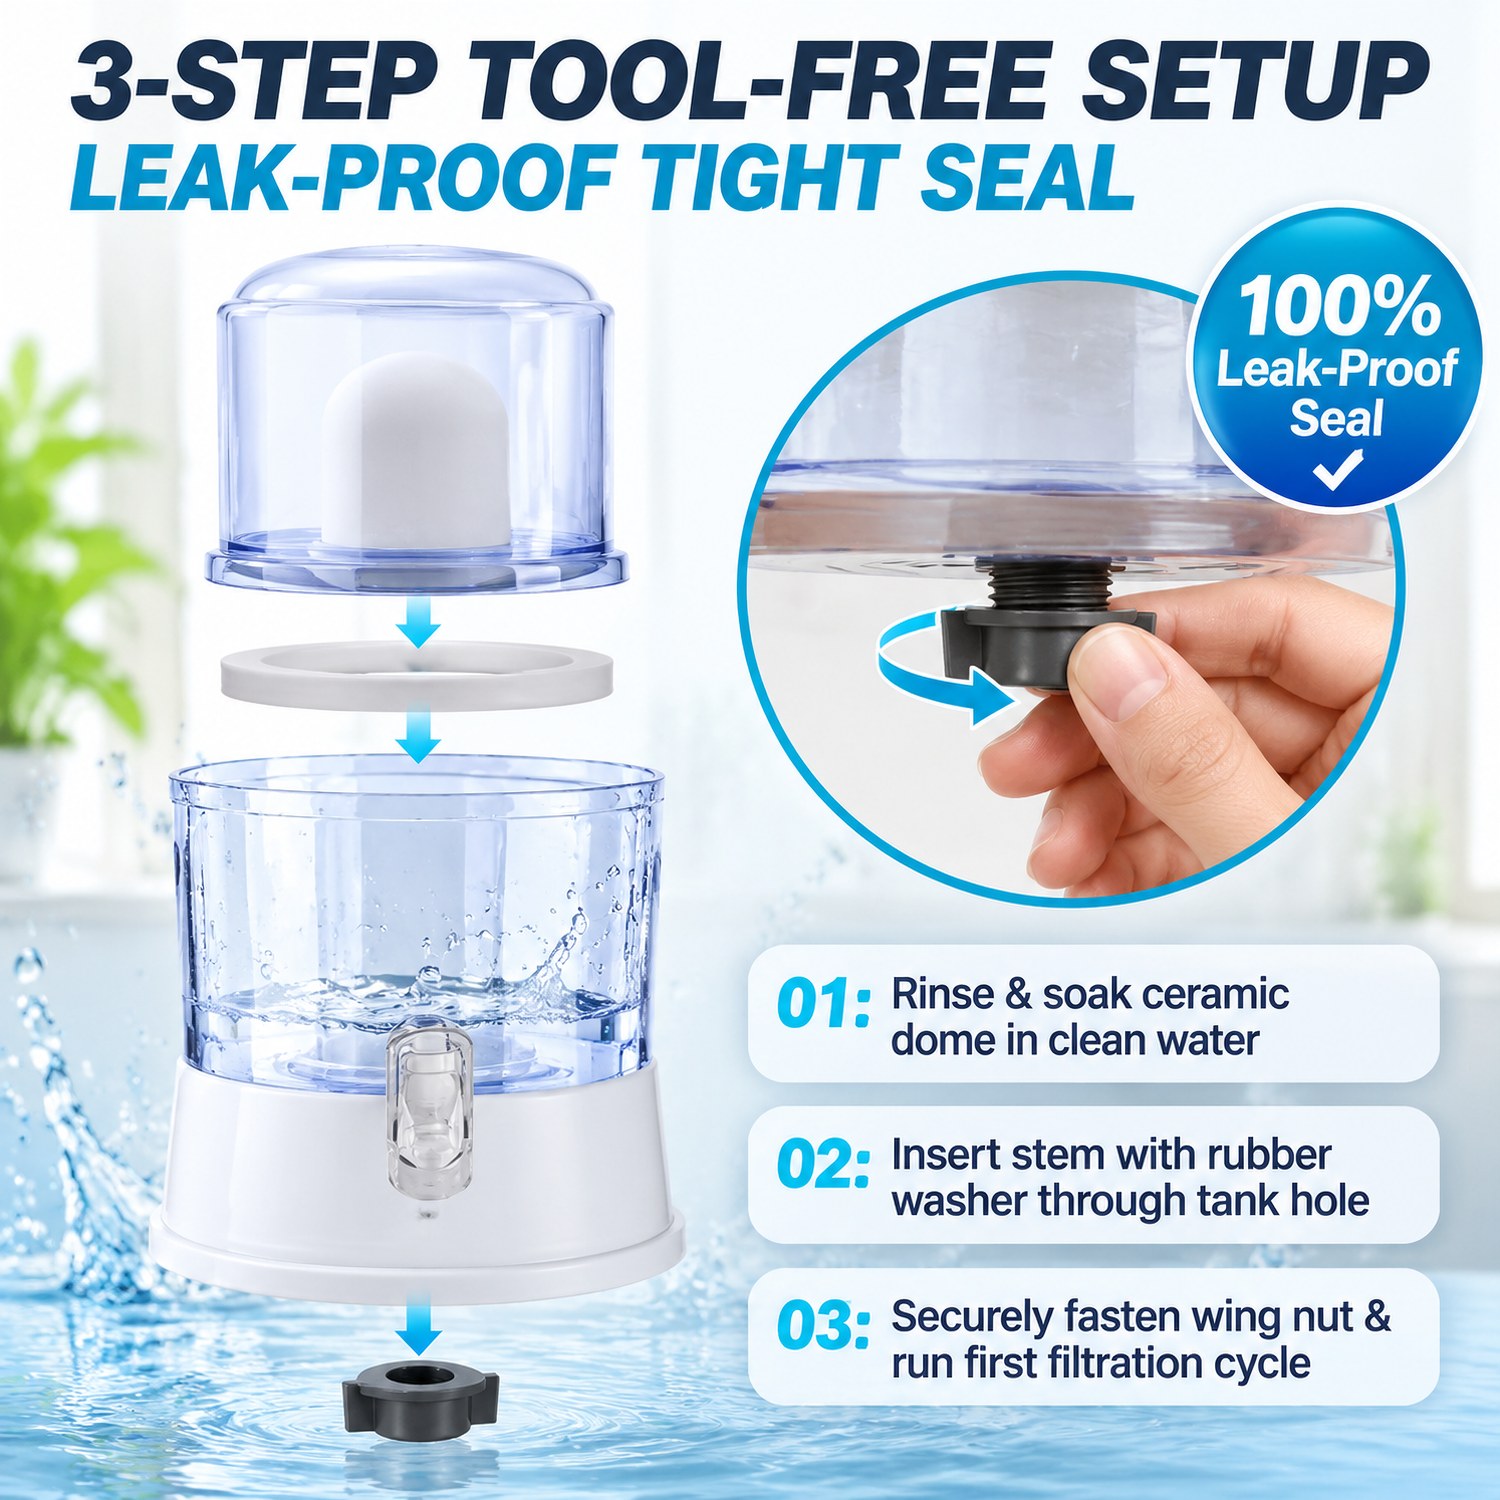 3-STEP TOOL-FREE SETUP
LEAK-PROOF TIGHT SEAL
100%
Leak-Proof
Seal
01: Rinse & soak ceramic
dome in clean water
02: Insert stem with rubber
washer through tank hole
03: Securely fasten wing nut &
run first filtration cycle